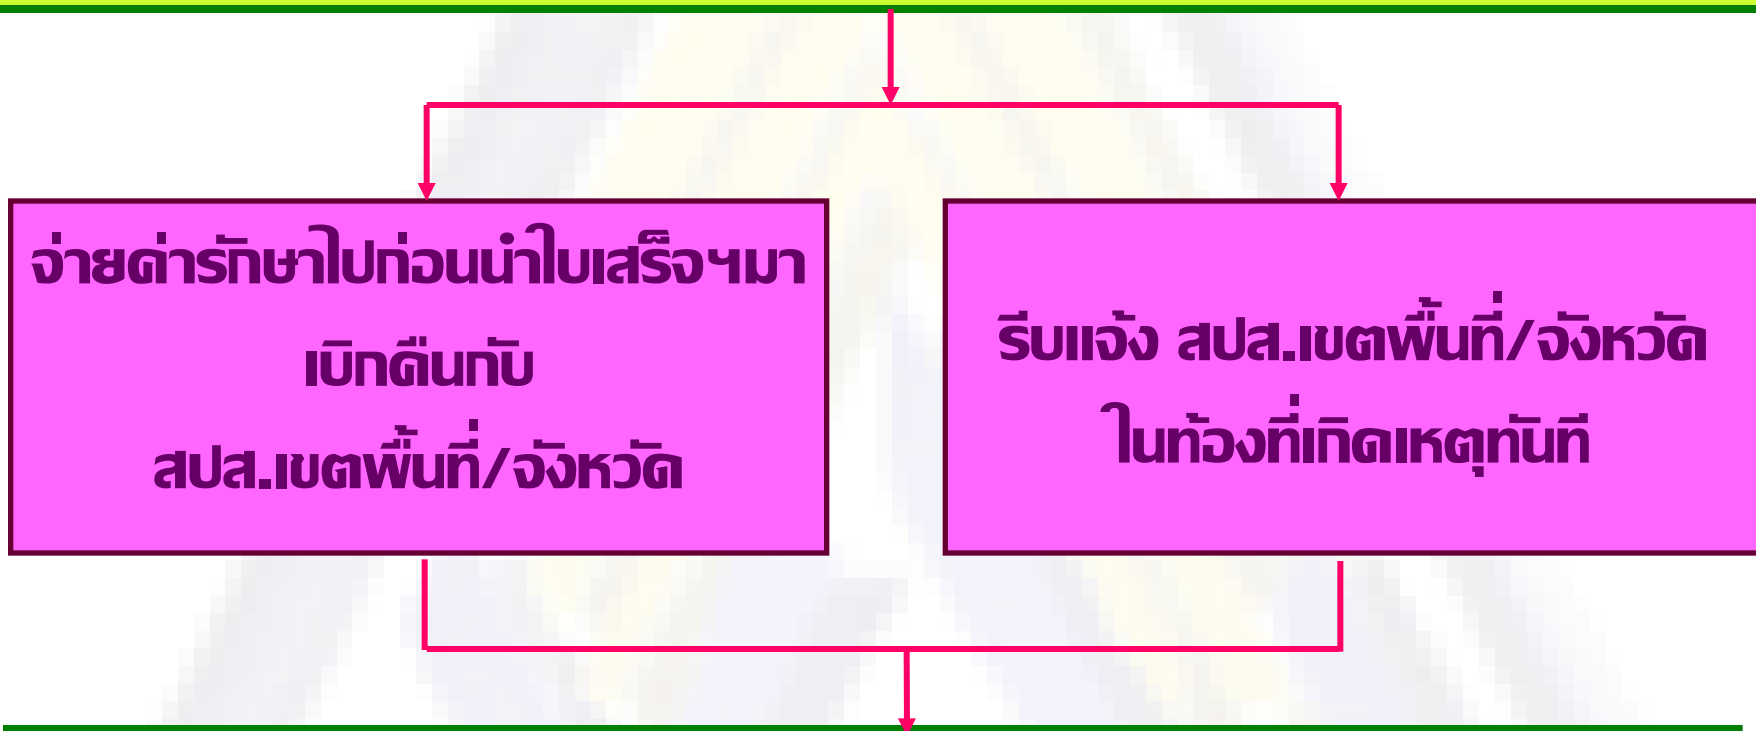 จ่ายค่ารักษาไปก่อนนำใบเสร็จฯมา
เบิกคืนกับ
สปส.เขตพื้นที่/จังหวัด
รีบแจ้ง สปส.เขตพื้นที่/จังหวัด
ในท้องที่เกิดเหตุทันที